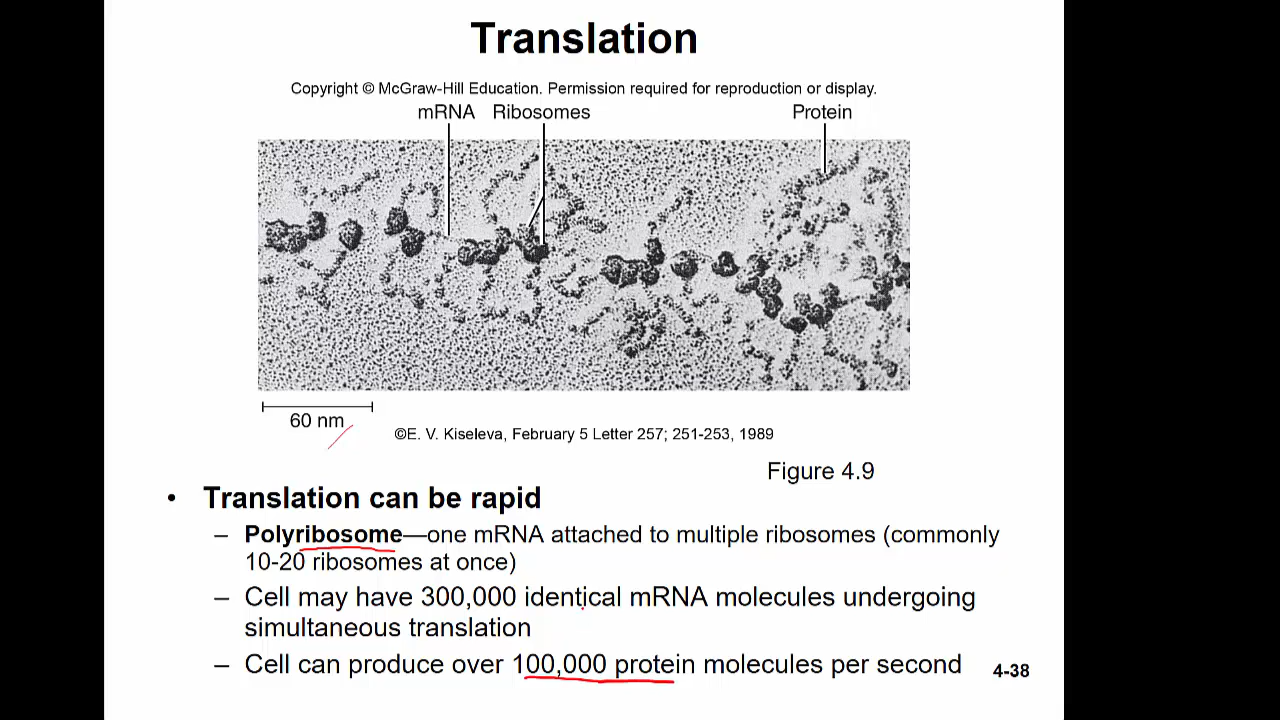 Translation
Copyright © McGraw-Hill Education. Permission required for reproduction or display.
mRNA Ribosomes Protein
60 nm
©E. V. Kiseleva, February 5 Letter 257; 251-253, 1989
Figure 4.9
• Translation can be rapid
– Polyribosome—one mRNA attached to multiple ribosomes (commonly
10-20 ribosomes at once)
– Cell may have 300,000 identical mRNA molecules undergoing
simultaneous translation
– Cell can produce over 100,000 protein molecules per second
4-38